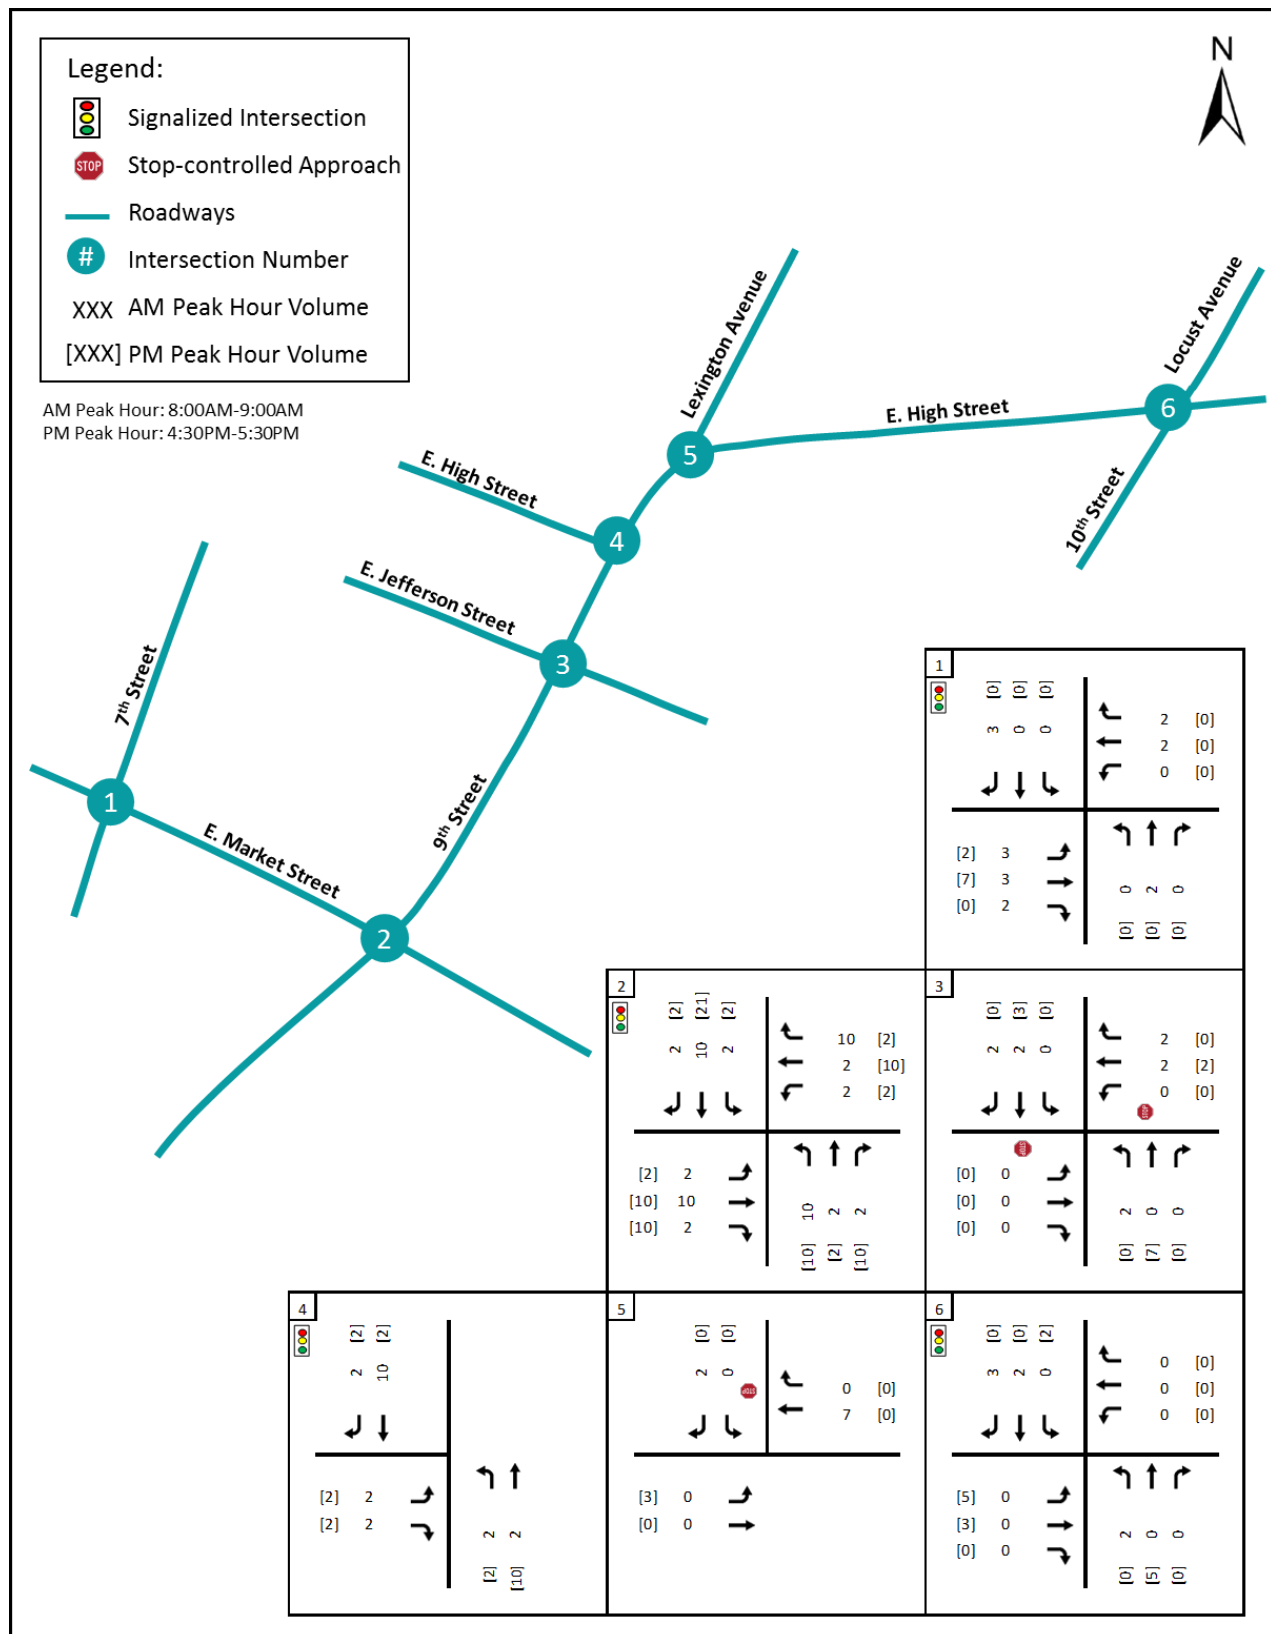 N
Legend:
Signalized Intersection
STOP Stop-controlled Approach
Roadways
# Intersection Number
XXX AM Peak Hour Volume
[XXX] PM Peak Hour Volume
AM Peak Hour: 8:00AM-9:00AM
PM Peak Hour: 4:30PM-5:30PM
Lexington Avenue
Locust Avenue
E. High Street
6
5
E. High Street
10th Street
4
E. Jefferson Street
3
7th Street
1
E. Market Street
9th Street
2
1
[0] [0] [0]
3 0 0
2 [0]
2 [0]
0 [0]
[2] 3
[7] 3
[0] 2
0 2 0
[0] [0] [0]
2
[2] [21] [2]
2 10 2
10 [2]
2 [10]
2 [2]
[2] 2
[10] 10
[10] 2
10 2 2
[10] [2] [10]
3
[0] [3] [0]
2 2 0
2 [0]
2 [2]
0 [0]
STOP
STOP
[0] 0
[0] 0
[0] 0
2 0 0
[0] [7] [0]
4
[2] [2]
2 10
[2] 2
[2] 2
2 2
[2] [10]
5
[0] [0]
2 0
STOP
0 [0]
7 [0]
[3] 0
[0] 0
6
[0] [0] [2]
3 2 0
0 [0]
0 [0]
0 [0]
[5] 0
[3] 0
[0] 0
2 0 0
[0] [5] [0]